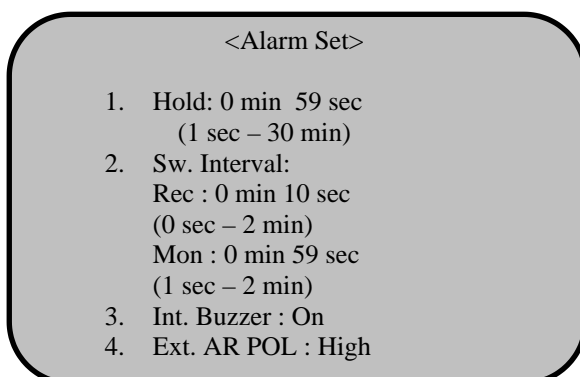 <Alarm Set>
1. Hold: 0 min 59 sec
(1 sec – 30 min)
2. Sw. Interval:
Rec : 0 min 10 sec
(0 sec – 2 min)
Mon : 0 min 59 sec
(1 sec – 2 min)
3. Int. Buzzer : On
4. Ext. AR POL : High